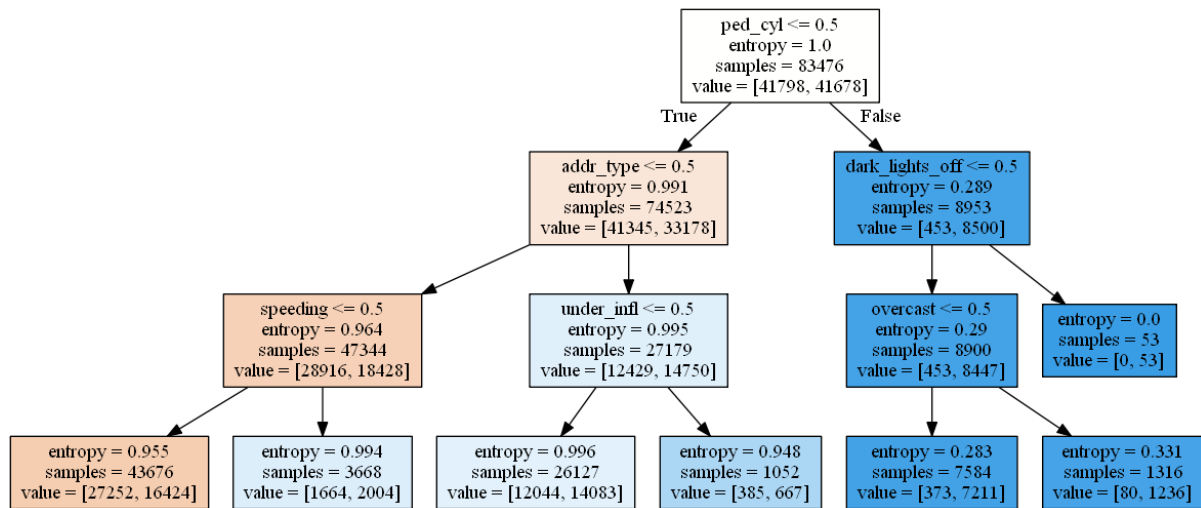 ped_cyl <= 0.5
entropy = 1.0
samples = 83476
value = [41798, 41678]
True
False
addr_type <= 0.5
entropy = 0.991
samples = 74523
value = [41345, 33178]
dark_lights_off <= 0.5
entropy = 0.289
samples = 8953
value = [453, 8500]
speeding <= 0.5
entropy = 0.964
samples = 47344
value = [28916, 18428]
under_infl <= 0.5
entropy = 0.995
samples = 27179
value = [12429, 14750]
overcast <= 0.5
entropy = 0.29
samples = 8900
value = [453, 8447]
entropy = 0.0
samples = 53
value = [0, 53]
entropy = 0.955
samples = 43676
value = [27252, 16424]
entropy = 0.994
samples = 3668
value = [1664, 2004]
entropy = 0.996
samples = 26127
value = [12044, 14083]
entropy = 0.948
samples = 1052
value = [385, 667]
entropy = 0.283
samples = 7584
value = [373, 7211]
entropy = 0.331
samples = 1316
value = [80, 1236]